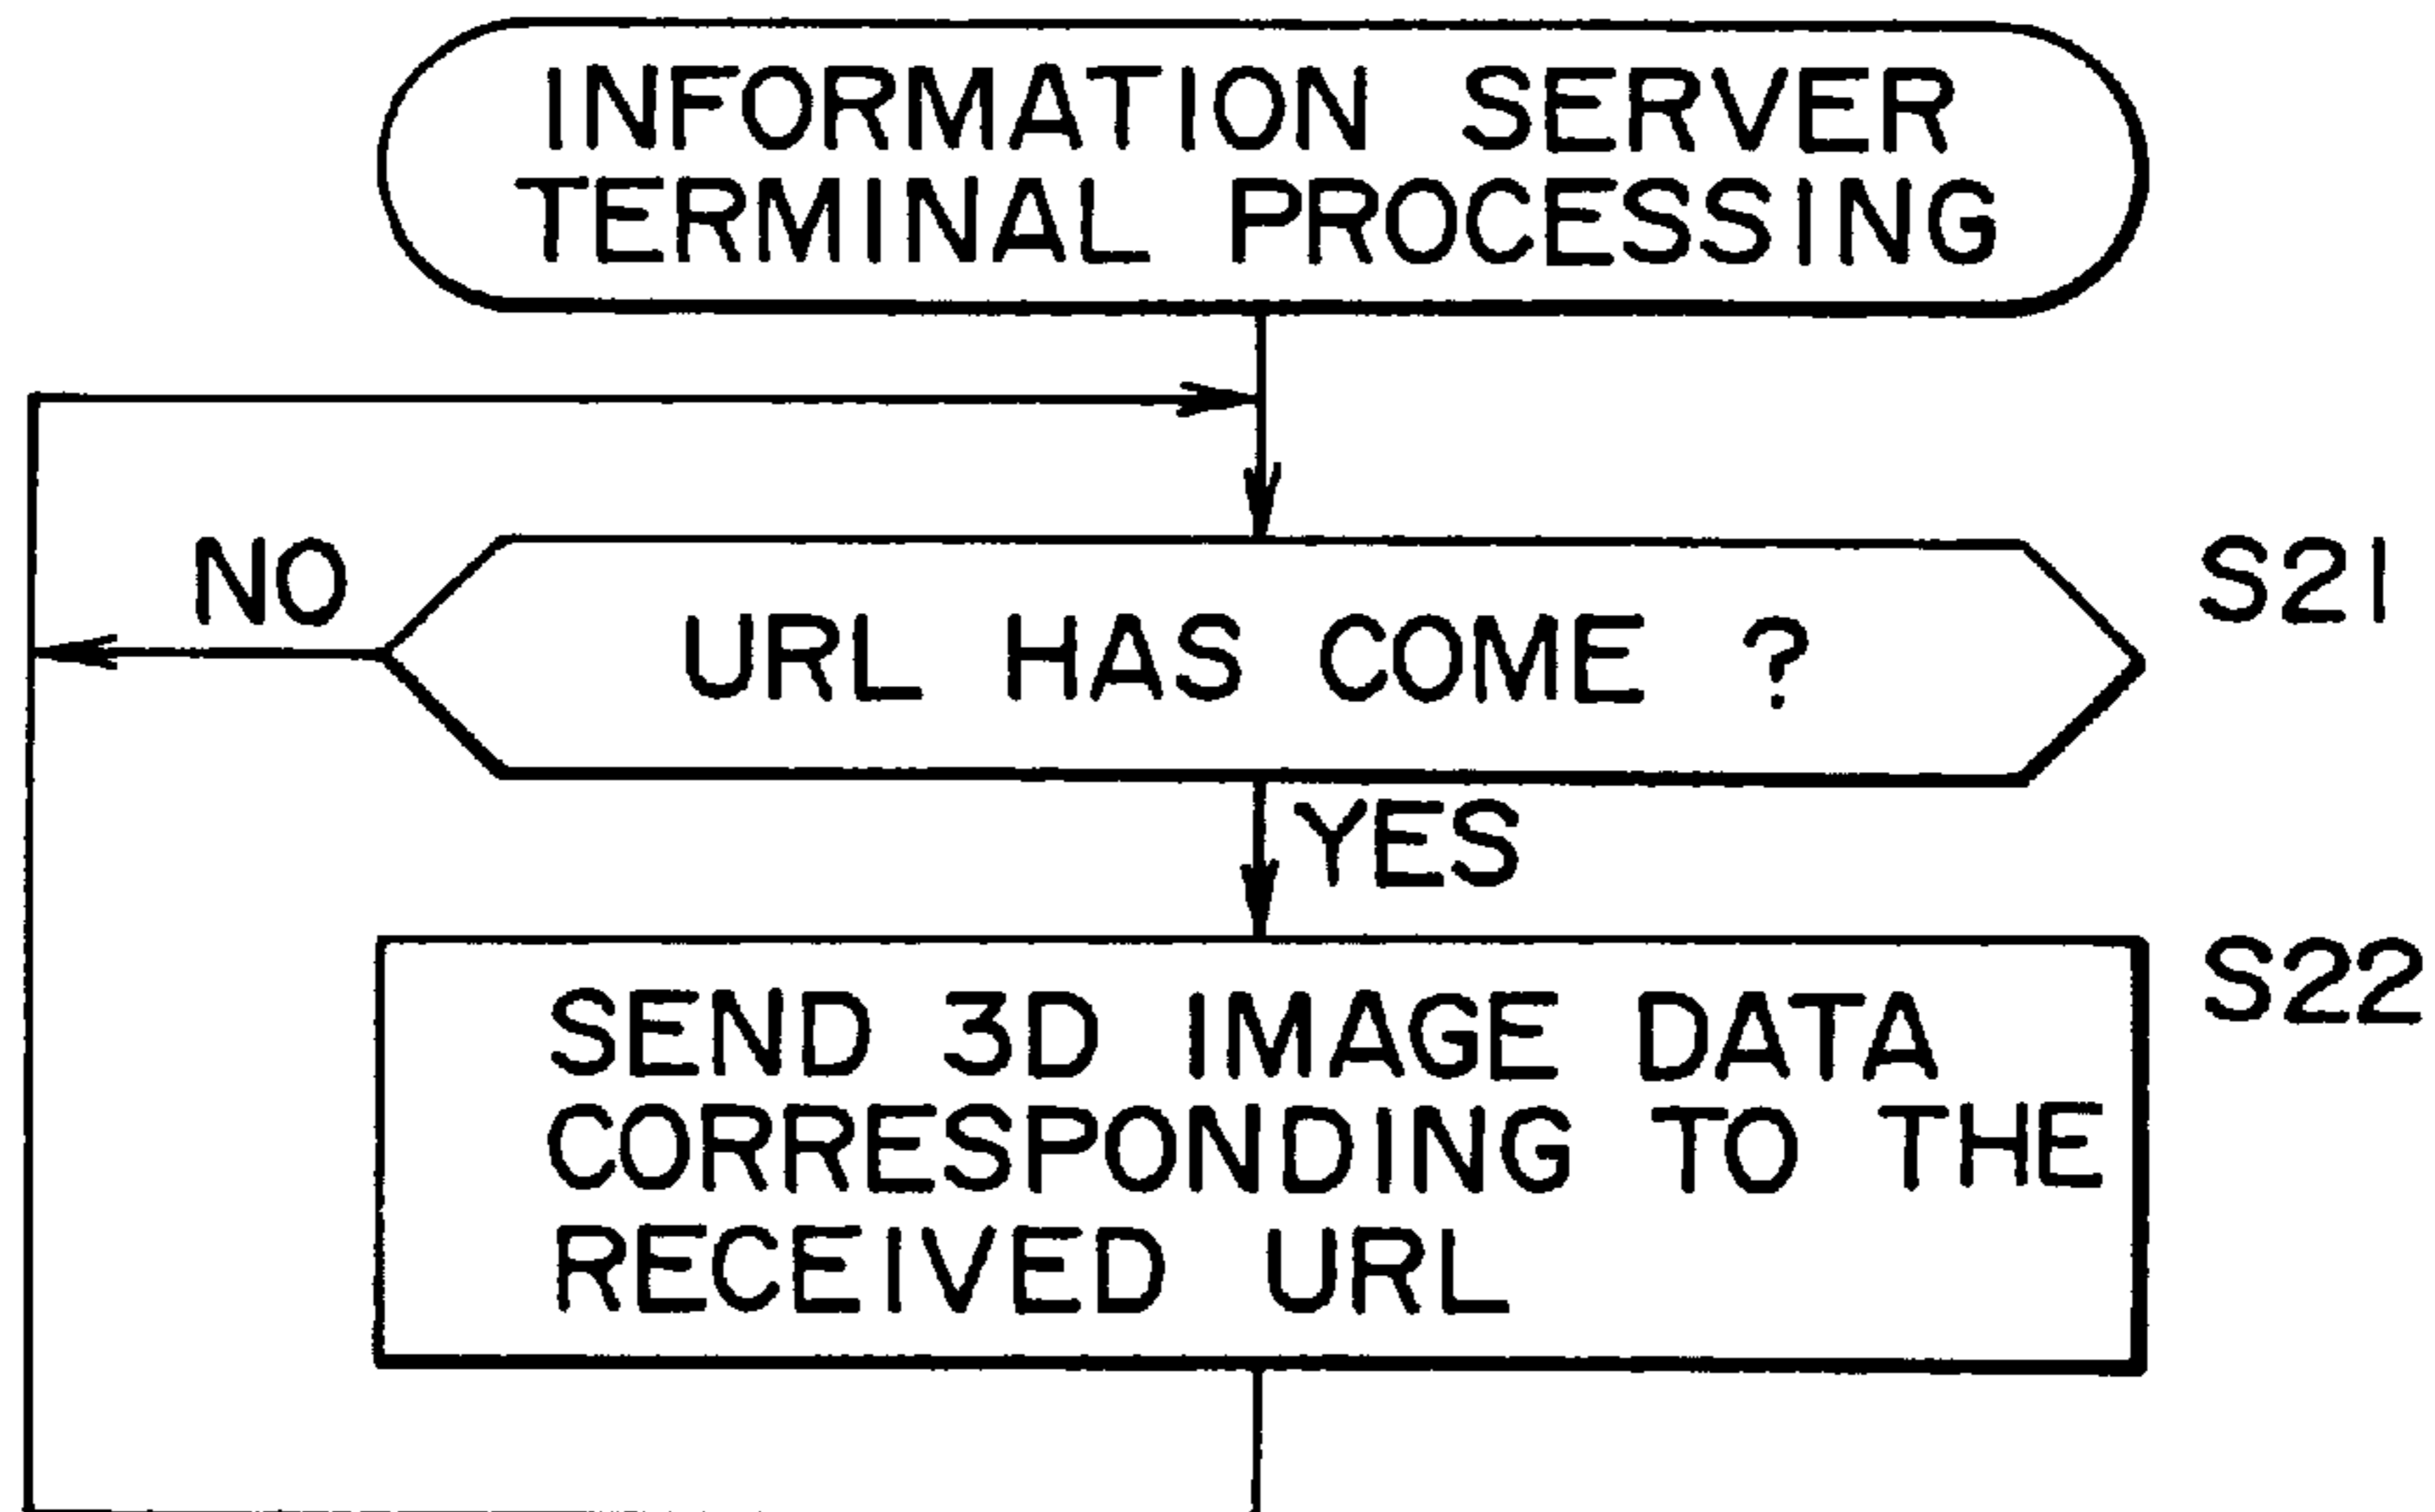 INFORMATION SERVER
TERMINAL PROCESSING
NO
URL HAS COME ?
S21
YES
S22
SEND 3D IMAGE DATA
CORRESPONDING TO THE
RECEIVED URL